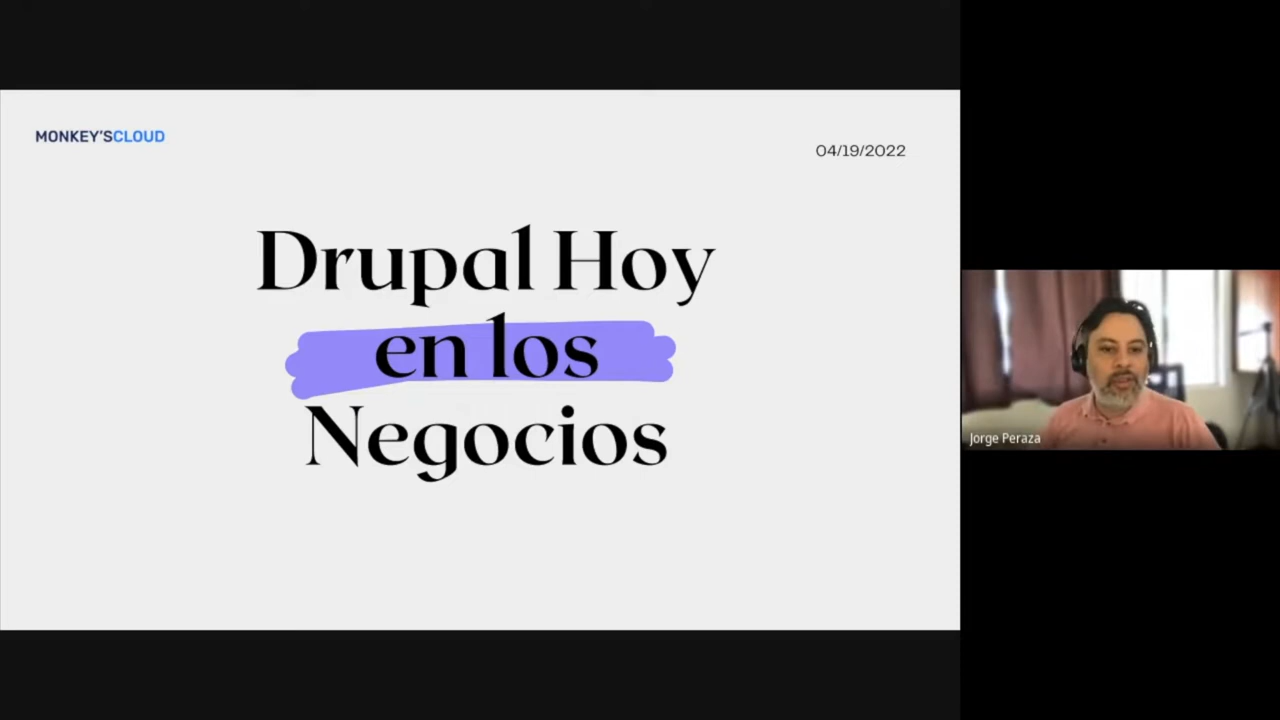 MONKEY'SCLOUD
04/19/2022
Drupal Hoy
en los
Negocios
Jorge Peraza